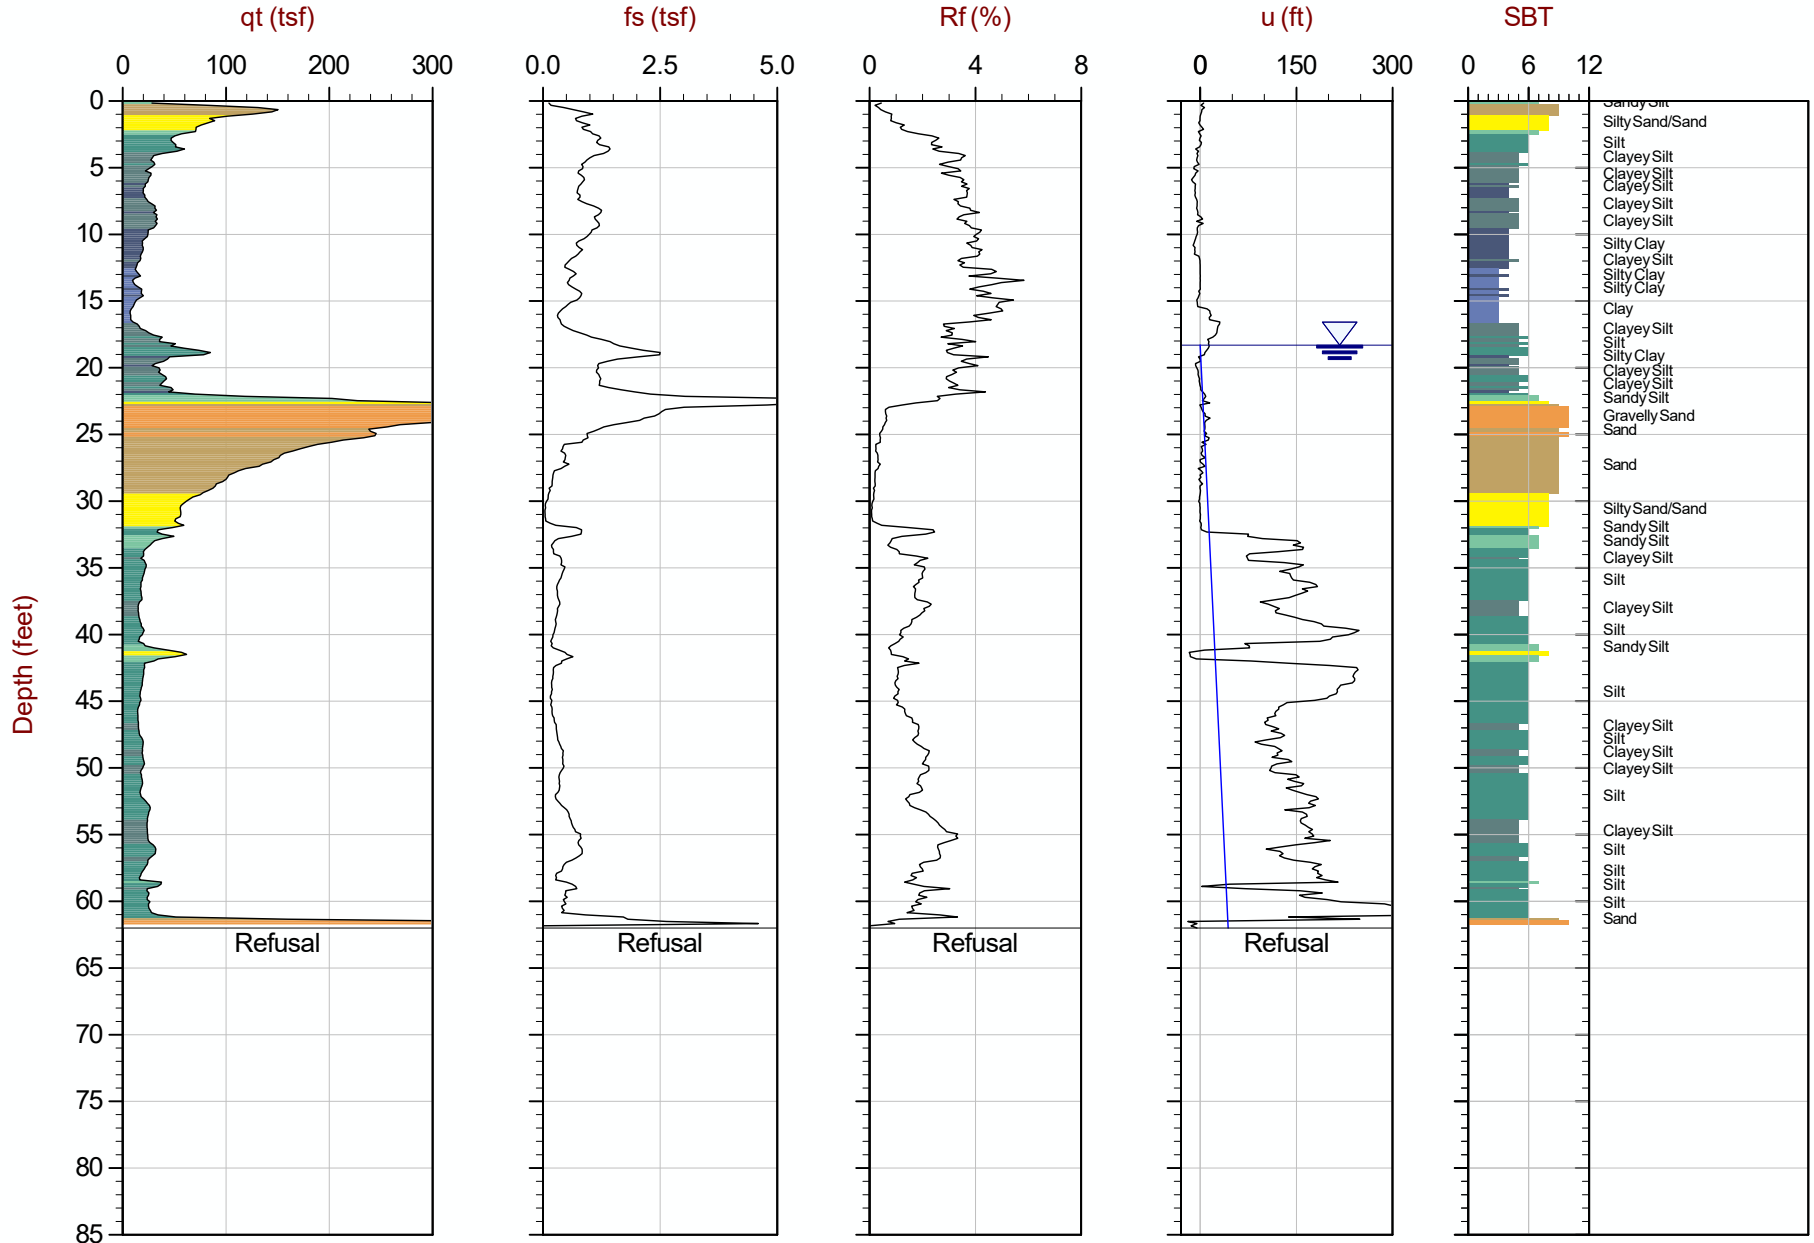 qt (tsf) fs (tsf) Rf (%) u (ft) SBT
0 100 200 300 0.0 2.5 5.0 0 4 8 0 150 300 0 6 12
Depth (feet)
0
5
10
15
20
25
30
35
40
45
50
55
60
65
70
75
80
85
Sandy Silt
Silty Sand/Sand
Silt
Clayey Silt
Clayey Silt
Clayey Silt
Clayey Silt
Clayey Silt
Silty Clay
Clayey Silt
Silty Clay
Silty Clay
Clay
Clayey Silt
Silt
Silty Clay
Clayey Silt
Clayey Silt
Sandy Silt
Gravelly Sand
Sand
Sand
Silty Sand/Sand
Sandy Silt
Sandy Silt
Clayey Silt
Silt
Clayey Silt
Silt
Sandy Silt
Silt
Clayey Silt
Silt
Clayey Silt
Clayey Silt
Silt
Clayey Silt
Silt
Silt
Silt
Silt
Sand
Refusal Refusal Refusal Refusal